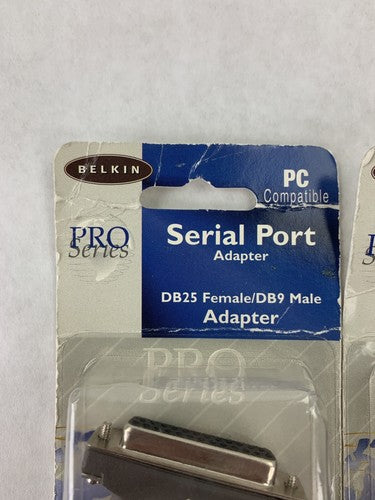 BELKIN
PC
Compatible
PRO
Series
Serial Port
Adapter
DB25 Female/DB9 Male
Adapter
PRO
Series